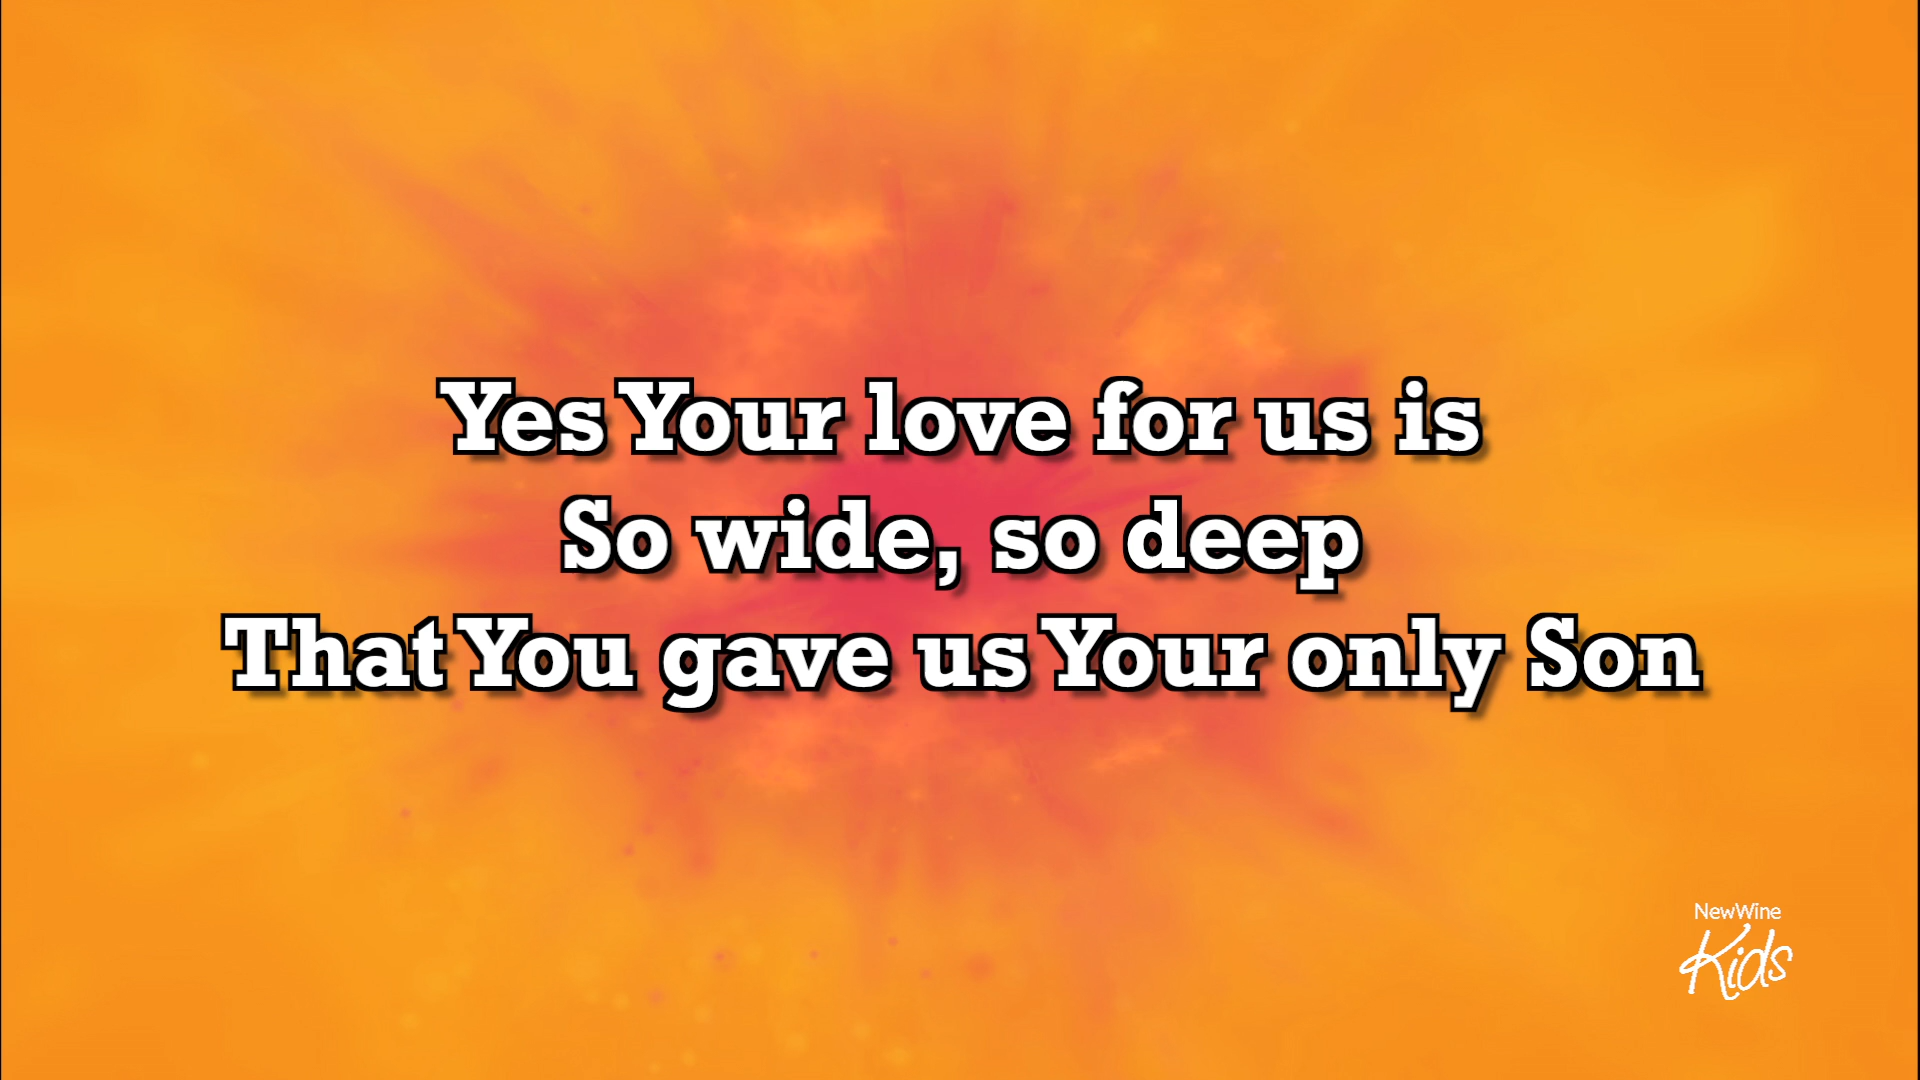 Yes Your love for us is
So wide, so deep
That You gave us Your only Son
NewWine
Kids